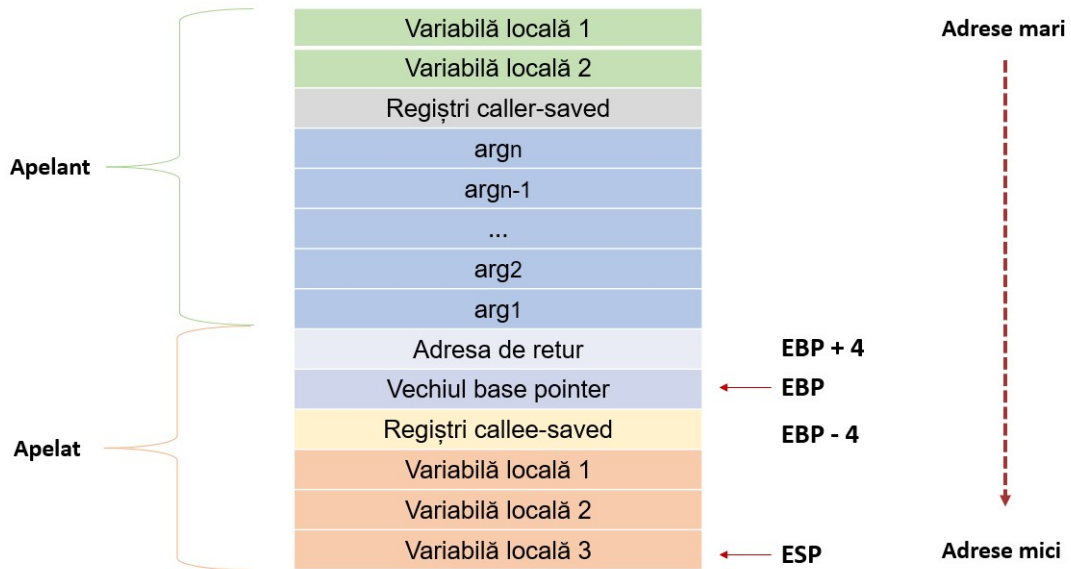 Variabilă locală 1
Adrese mari
Variabilă locală 2
Regiștri caller-saved
argn
Apelant
argn-1
...
arg2
arg1
Adresa de retur
EBP + 4
Vechiul base pointer
EBP
Regiștri callee-saved
EBP - 4
Apelat
Variabilă locală 1
Variabilă locală 2
Variabilă locală 3
ESP
Adrese mici